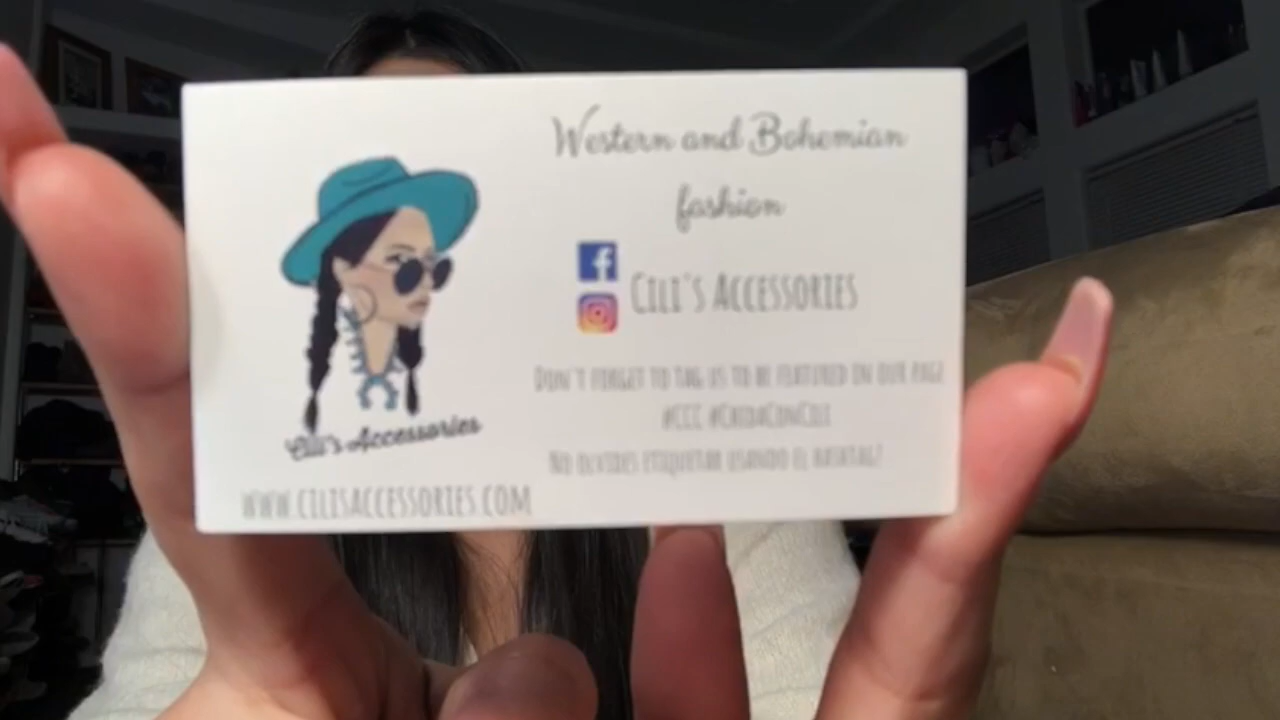 Western and Bohemian
fashion
Cili's Accessories
Don't forget to tag us to be featured on our page
#CCC #ChidaConCili
No olvides etiquetar usando el hashtag!
Cili's Accessories
www.cilisaccessories.com